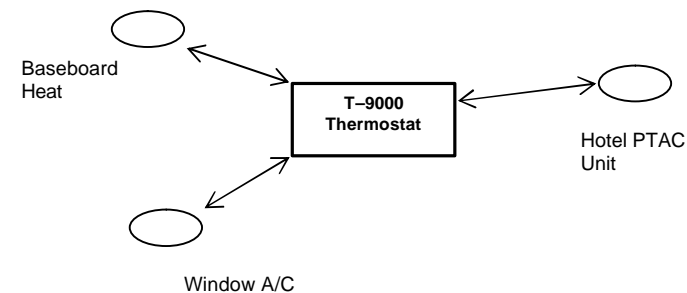 Baseboard
Heat
T–9000
Thermostat
Hotel PTAC
Unit
Window A/C